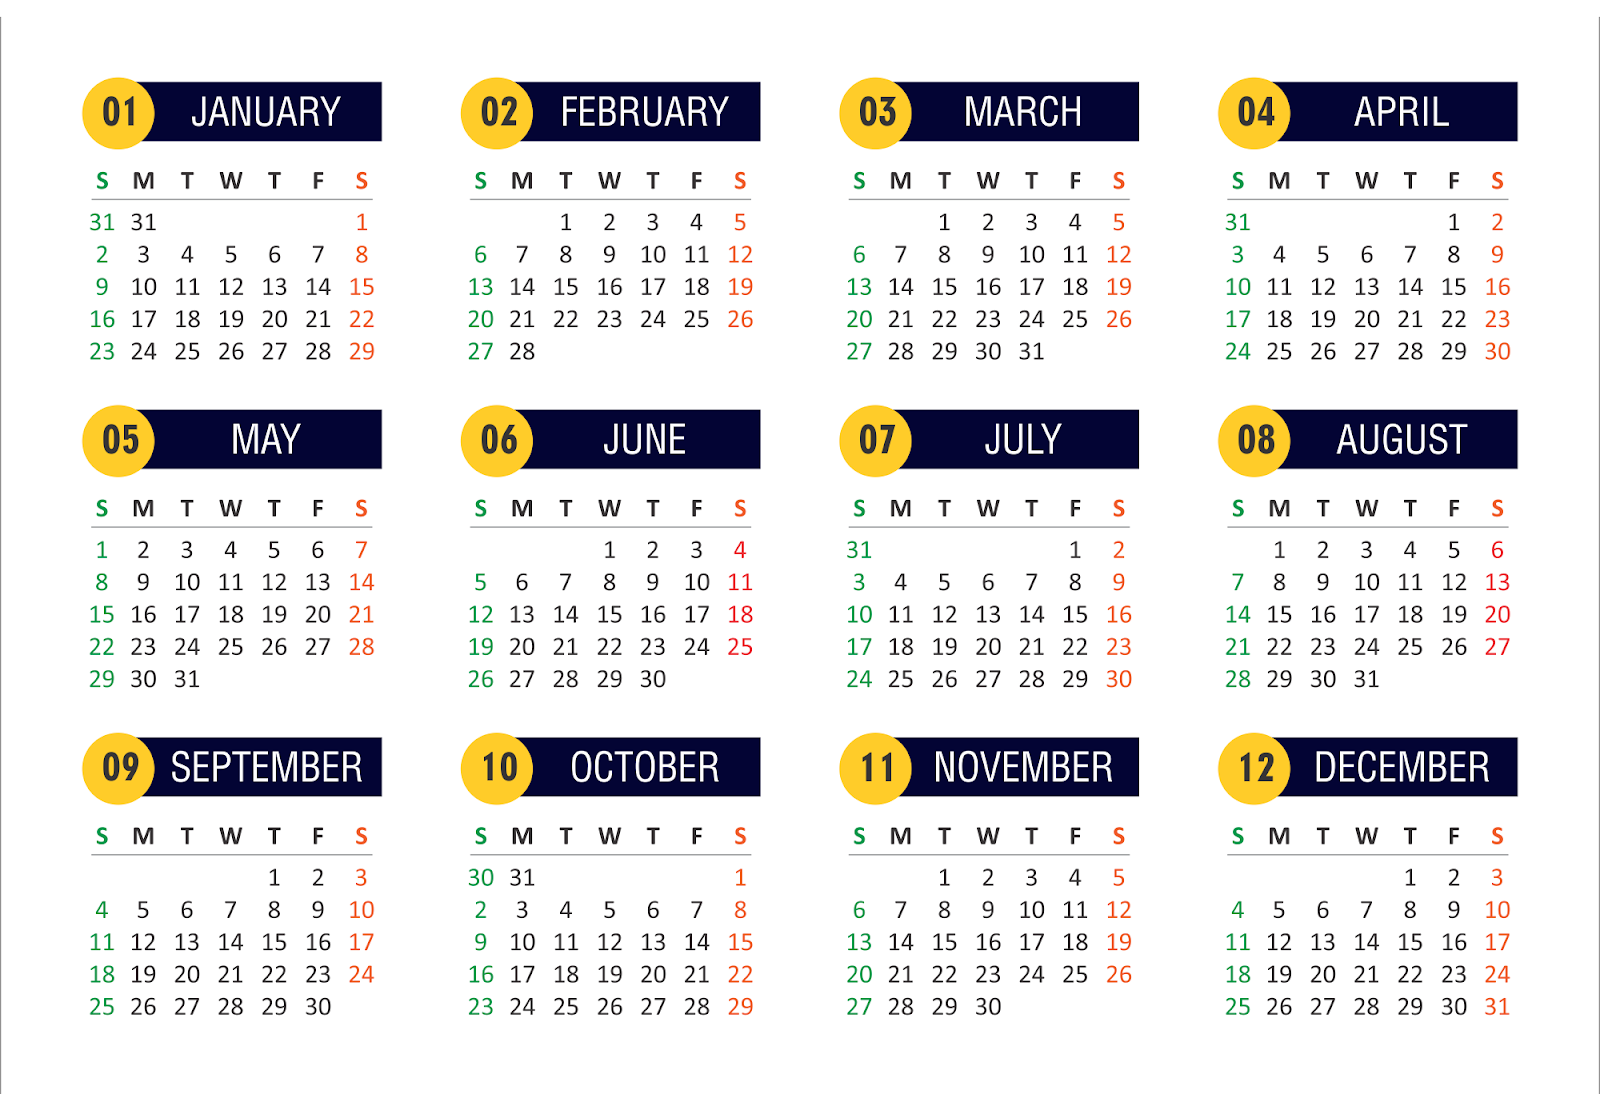 01 JANUARY
S M T W T F S
31 31 1
2 3 4 5 6 7 8
9 10 11 12 13 14 15
16 17 18 19 20 21 22
23 24 25 26 27 28 29
02 FEBRUARY
S M T W T F S
1 2 3 4 5
6 7 8 9 10 11 12
13 14 15 16 17 18 19
20 21 22 23 24 25 26
27 28
03 MARCH
S M T W T F S
1 2 3 4 5
6 7 8 9 10 11 12
13 14 15 16 17 18 19
20 21 22 23 24 25 26
27 28 29 30 31
04 APRIL
S M T W T F S
31 1 2
3 4 5 6 7 8 9
10 11 12 13 14 15 16
17 18 19 20 21 22 23
24 25 26 27 28 29 30
05 MAY
S M T W T F S
1 2 3 4 5 6 7
8 9 10 11 12 13 14
15 16 17 18 19 20 21
22 23 24 25 26 27 28
29 30 31
06 JUNE
S M T W T F S
1 2 3 4
5 6 7 8 9 10 11
12 13 14 15 16 17 18
19 20 21 22 23 24 25
26 27 28 29 30
07 JULY
S M T W T F S
31 1 2
3 4 5 6 7 8 9
10 11 12 13 14 15 16
17 18 19 20 21 22 23
24 25 26 27 28 29 30
08 AUGUST
S M T W T F S
1 2 3 4 5 6
7 8 9 10 11 12 13
14 15 16 17 18 19 20
21 22 23 24 25 26 27
28 29 30 31
09 SEPTEMBER
S M T W T F S
1 2 3
4 5 6 7 8 9 10
11 12 13 14 15 16 17
18 19 20 21 22 23 24
25 26 27 28 29 30
10 OCTOBER
S M T W T F S
30 31 1
2 3 4 5 6 7 8
9 10 11 12 13 14 15
16 17 18 19 20 21 22
23 24 25 26 27 28 29
11 NOVEMBER
S M T W T F S
1 2 3 4 5
6 7 8 9 10 11 12
13 14 15 16 17 18 19
20 21 22 23 24 25 26
27 28 29 30
12 DECEMBER
S M T W T F S
1 2 3
4 5 6 7 8 9 10
11 12 13 14 15 16 17
18 19 20 21 22 23 24
25 26 27 28 29 30 31